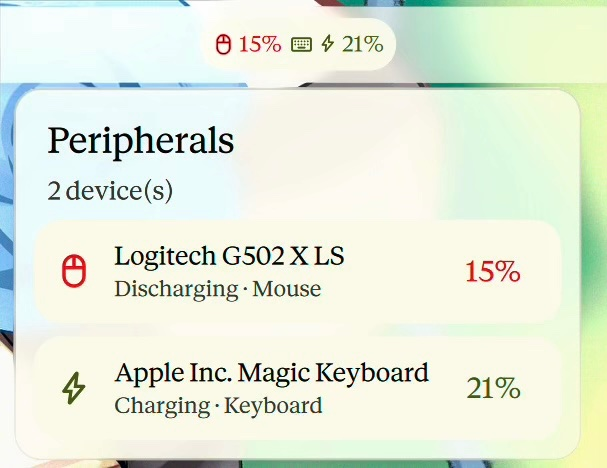 15% 21%
Peripherals
2 device(s)
Logitech G502 X LS
Discharging · Mouse
15%
Apple Inc. Magic Keyboard
Charging · Keyboard
21%